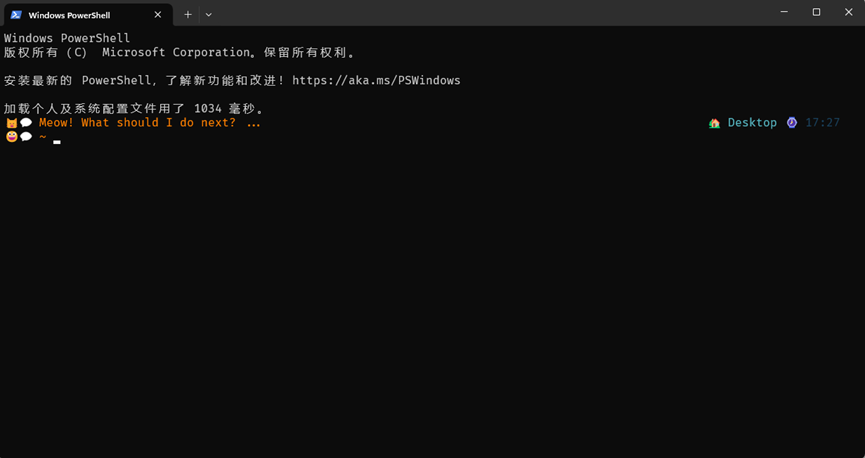 Windows PowerShell
Windows PowerShell
版权所有（C） Microsoft Corporation。保留所有权利。
安装最新的 PowerShell，了解新功能和改进！https://aka.ms/PSWindows
加载个人及系统配置文件用了 1034 毫秒。
Meow! What should I do next? ... Desktop 17:27
~